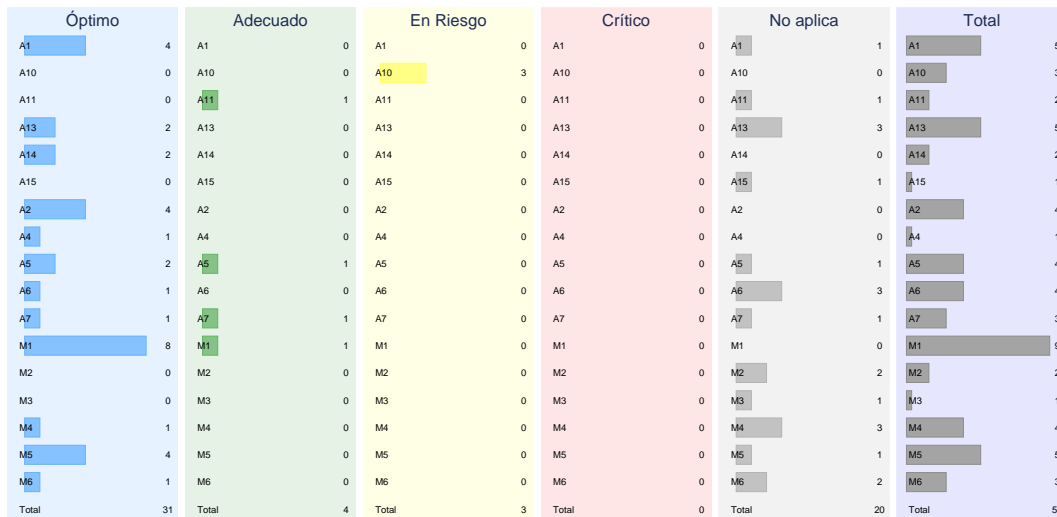 Óptimo Adecuado En Riesgo Crítico No aplica Total
A1 4 A1 0 A1 0 A1 0 A1 1 A1 5
A10 0 A10 0 A10 3 A10 0 A10 0 A10 3
A11 0 A11 1 A11 0 A11 0 A11 1 A11 2
A13 2 A13 0 A13 0 A13 0 A13 3 A13 5
A14 2 A14 0 A14 0 A14 0 A14 0 A14 2
A15 0 A15 0 A15 0 A15 0 A15 1 A15 1
A2 4 A2 0 A2 0 A2 0 A2 0 A2 4
A4 1 A4 0 A4 0 A4 0 A4 0 A4 1
A5 2 A5 1 A5 0 A5 0 A5 1 A5 4
A6 1 A6 0 A6 0 A6 0 A6 3 A6 4
A7 1 A7 1 A7 0 A7 0 A7 1 A7 3
M1 8 M1 1 M1 0 M1 0 M1 0 M1 9
M2 0 M2 0 M2 0 M2 0 M2 2 M2 2
M3 0 M3 0 M3 0 M3 0 M3 1 M3 1
M4 1 M4 0 M4 0 M4 0 M4 3 M4 4
M5 4 M5 0 M5 0 M5 0 M5 1 M5 5
M6 1 M6 0 M6 0 M6 0 M6 2 M6 3
Total 31 Total 4 Total 3 Total 0 Total 20 Total 5